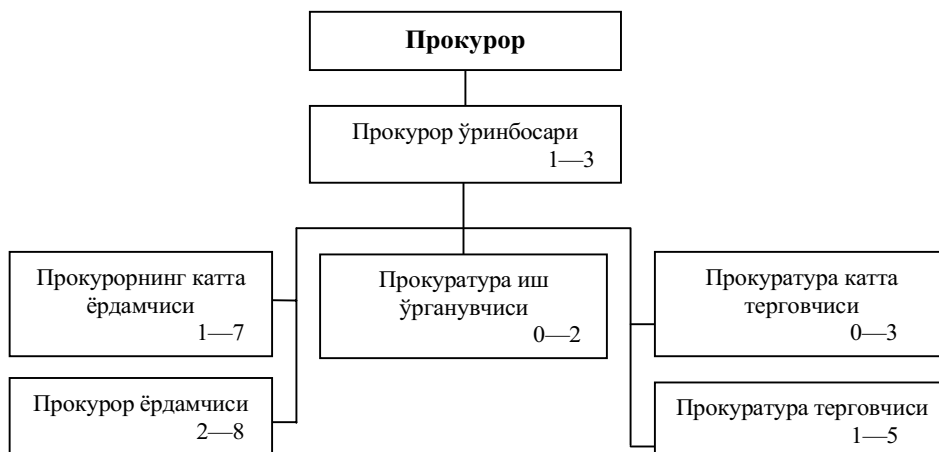 Прокурор
Прокурор ўринбосари
1—3
Прокурорнинг катта
ёрдамчиси
1—7
Прокуратура иш
ўрганувчиси
0—2
Прокуратура катта
терговчиси
0—3
Прокурор ёрдамчиси
2—8
Прокуратура терговчиси
1—5